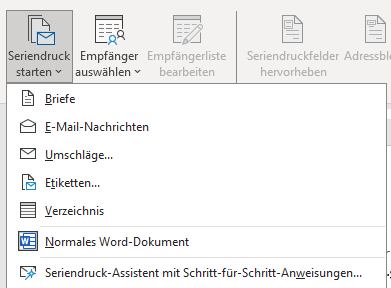 Seriendruck Empfänger Empfängerliste Seriendruckfelder
starten auswählen bearbeiten hervorheben
Briefe
E-Mail-Nachrichten
Umschläge...
Etiketten...
Verzeichnis
Normales Word-Dokument
Seriendruck-Assistent mit Schritt-für-Schritt-Anweisungen...